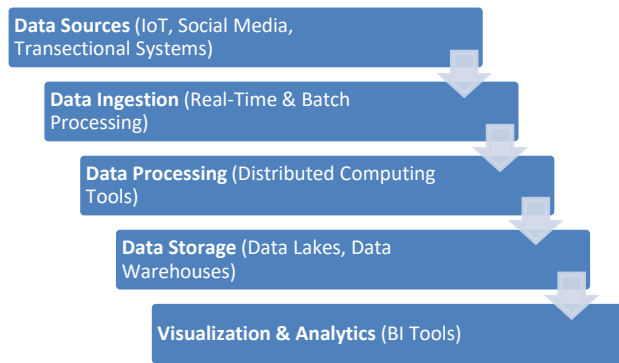 Data Sources (IoT, Social Media,
Transectional Systems)
Data Ingestion (Real-Time & Batch
Processing)
Data Processing (Distributed Computing
Tools)
Data Storage (Data Lakes, Data
Warehouses)
Visualization & Analytics (BI Tools)